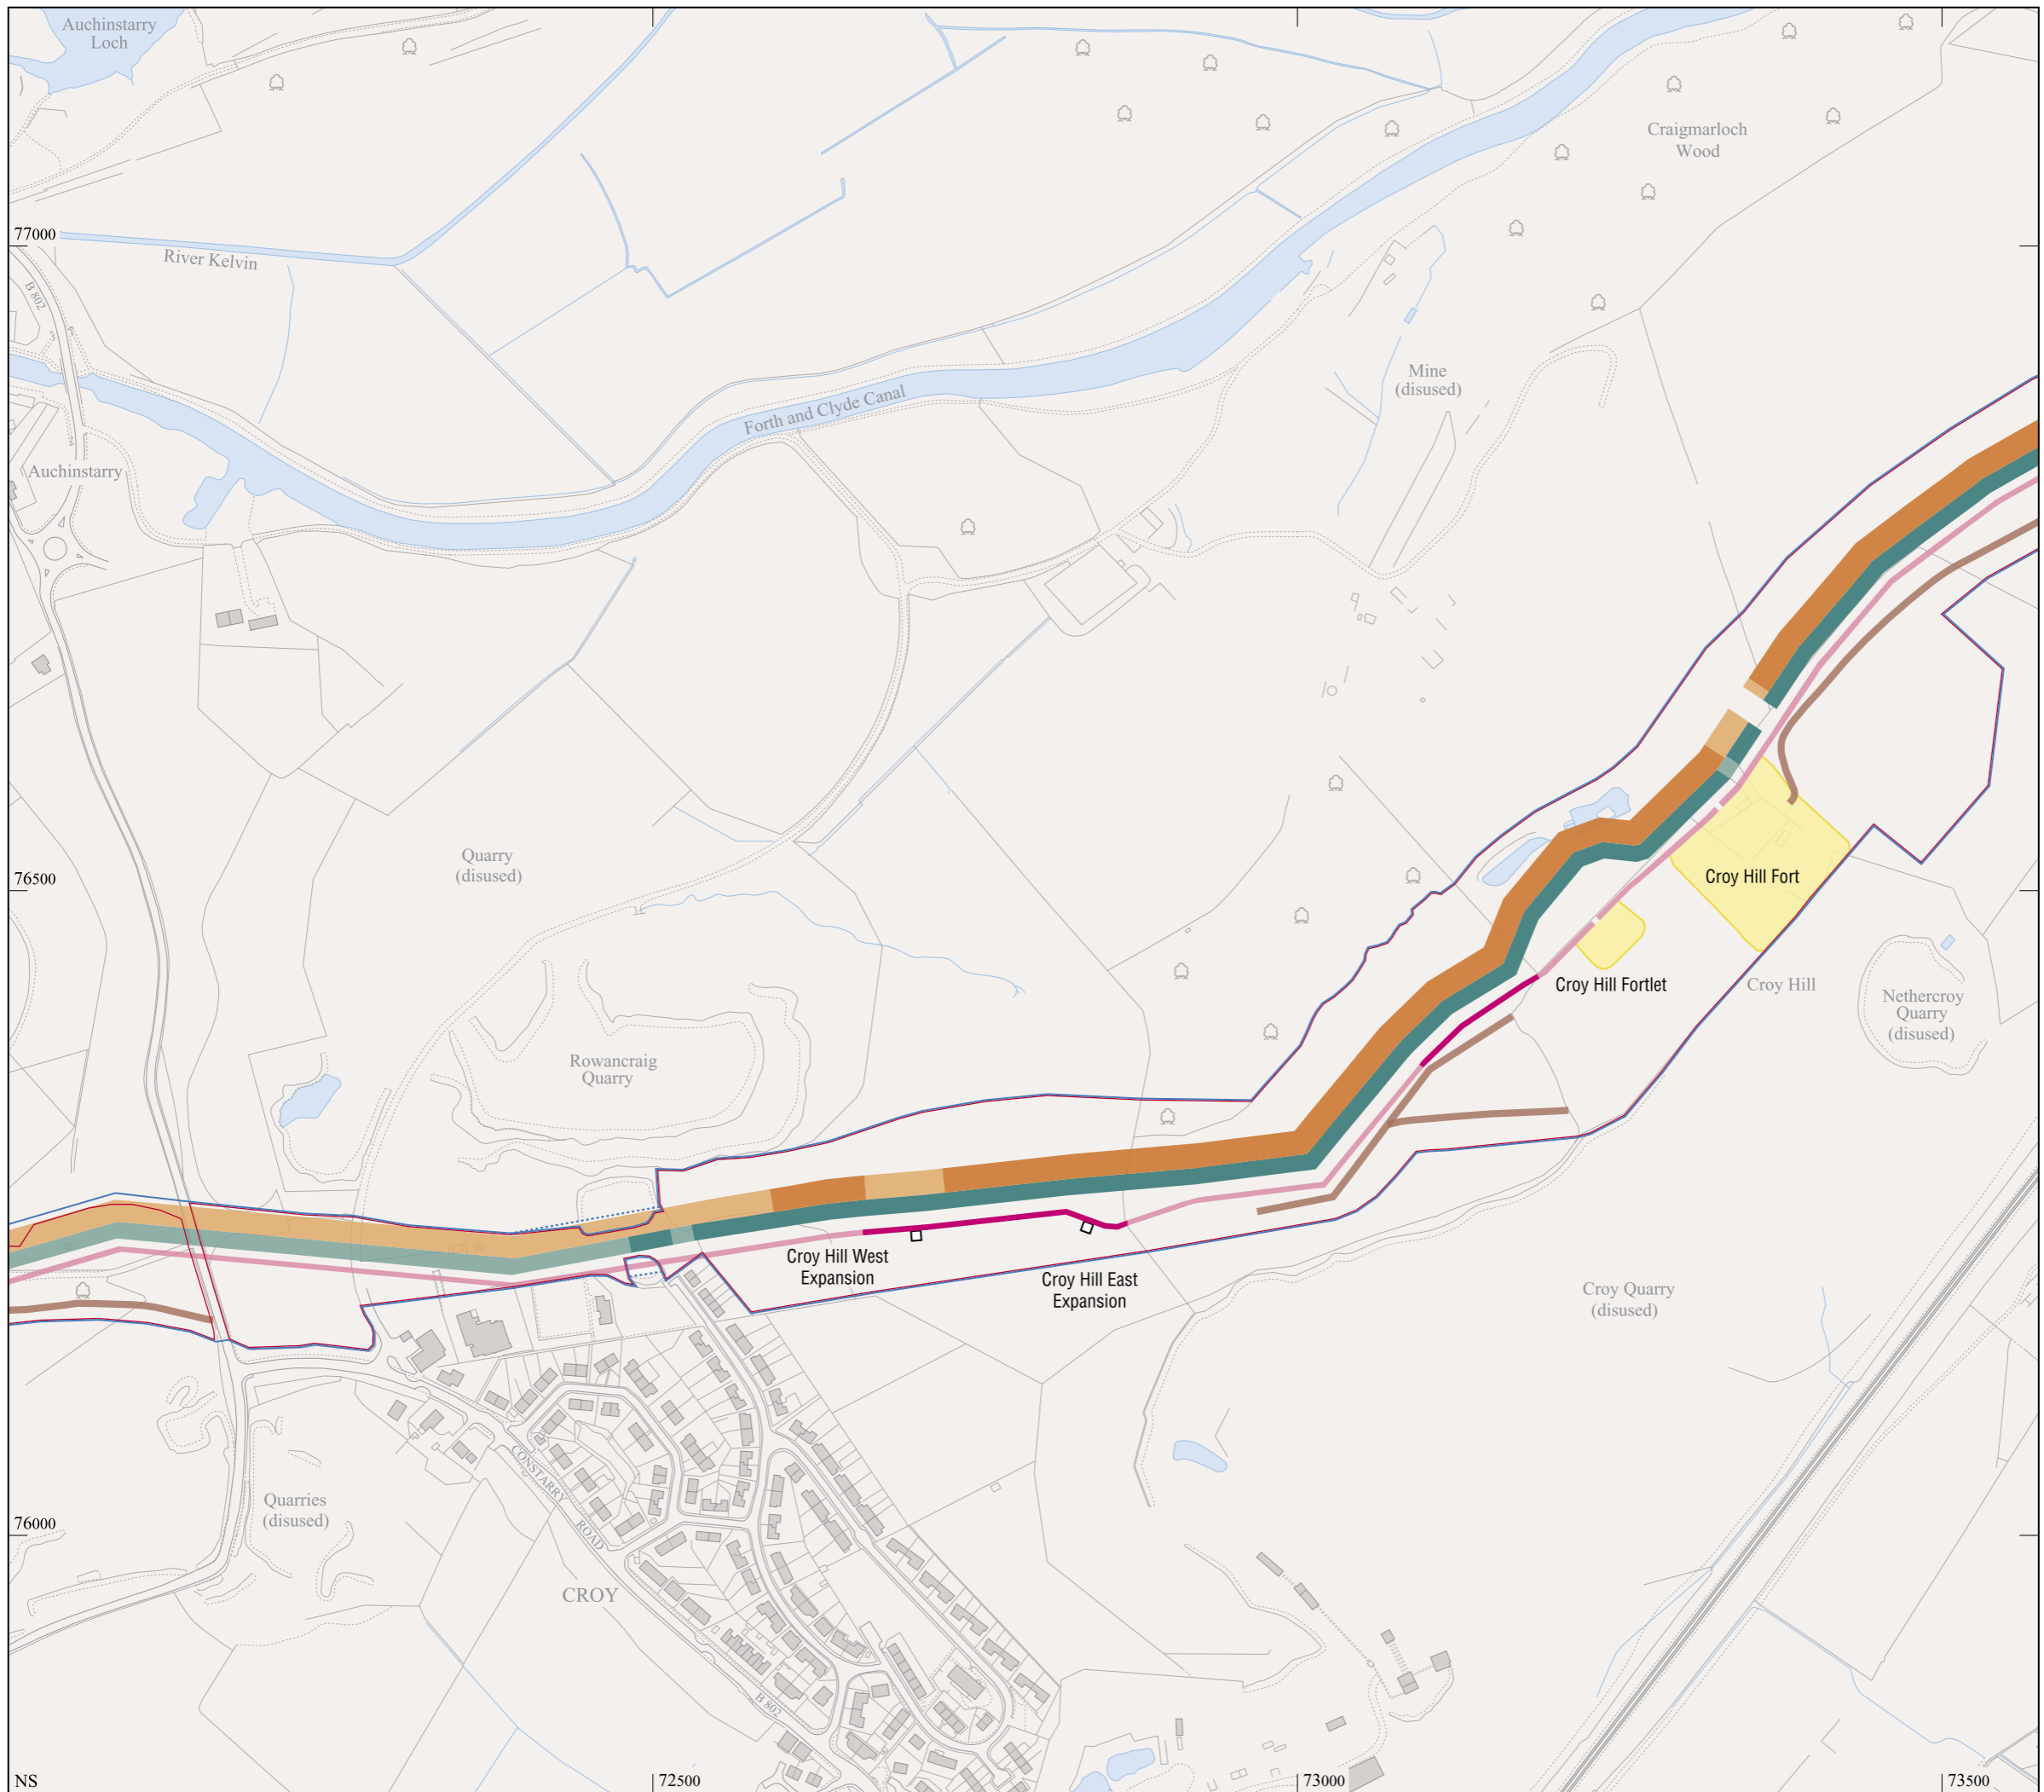 Auchinstarry
Loch
Craigmarloch
Wood
77000
River Kelvin
B 802
Mine
(disused)
Forth and Clyde Canal
Auchinstarry
Quarry
(disused)
76500
Croy Hill Fort
Croy Hill Fortlet
Croy Hill
Nethercroy
Quarry
(disused)
Rowancraig
Quarry
Croy Hill West
Expansion
Croy Hill East
Expansion
Croy Quarry
(disused)
CONSTARRY
ROAD
Quarries
(disused)
76000
CROY
B 802
NS
72500
73000
73500